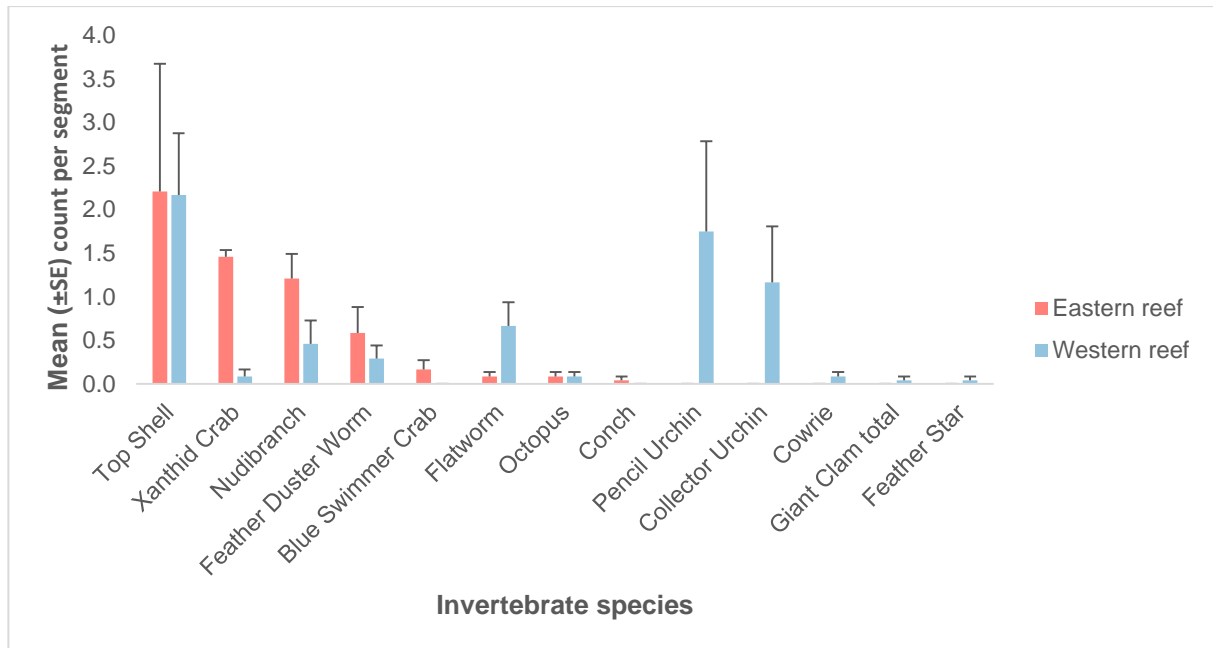 4.0
3.5
3.0
2.5
2.0
1.5
1.0
0.5
0.0
Mean (±SE) count per segment
Top Shell
Xanthid Crab
Nudibranch
Feather Duster Worm
Blue Swimmer Crab
Flatworm
Octopus
Conch
Pencil Urchin
Collector Urchin
Cowrie
Giant Clam total
Feather Star
Invertebrate species
Eastern reef
Western reef